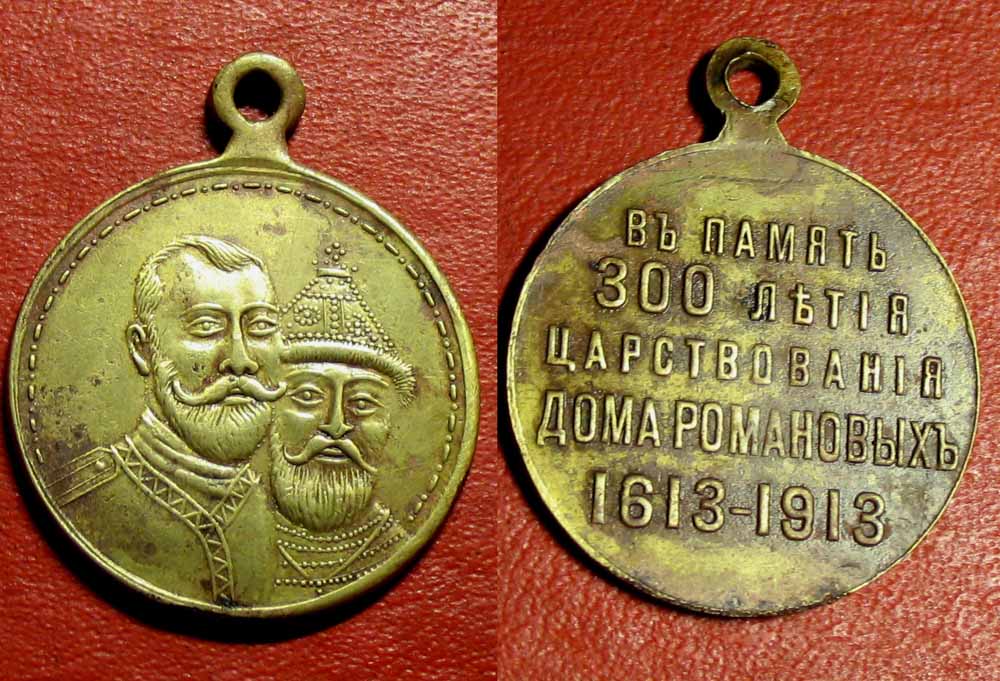 ВЪ ПАМЯТЬ
300 ЛѢТІЯ
ЦАРСТВОВАНІЯ
ДОМА РОМАНОВЫХЪ
1613-1913